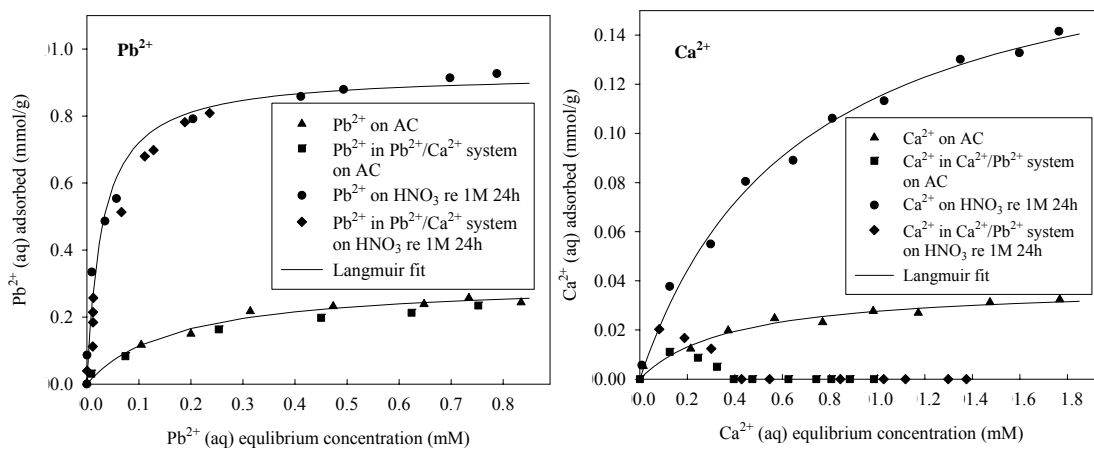 Pb²⁺
01.0
0.8
0.6
0.4
0.2
00.0
Pb²⁺ (aq) adsorbed (mmol/g)
Pb²⁺ on AC
Pb²⁺ in Pb²⁺/Ca²⁺ system
on AC
Pb²⁺ on HNO₃ re 1M 24h
Pb²⁺ in Pb²⁺/Ca²⁺ system
on HNO₃ re 1M 24h
Langmuir fit
0.0 0.1 0.2 0.3 0.4 0.5 0.6 0.7 0.8
Pb²⁺ (aq) equlibrium concentration (mM)
Ca²⁺
0.14
0.12
0.10
0.08
0.06
0.04
0.02
0.00
Ca²⁺ (aq) adsorbed (mmol/g)
Ca²⁺ on AC
Ca²⁺ in Ca²⁺/Pb²⁺ system
on AC
Ca²⁺ on HNO₃ re 1M 24h
Ca²⁺ in Ca²⁺/Pb²⁺ system
on HNO₃ re 1M 24h
Langmuir fit
0.0 0.2 0.4 0.6 0.8 1.0 1.2 1.4 1.6 1.8
Ca²⁺ (aq) equlibrium concentration (mM)